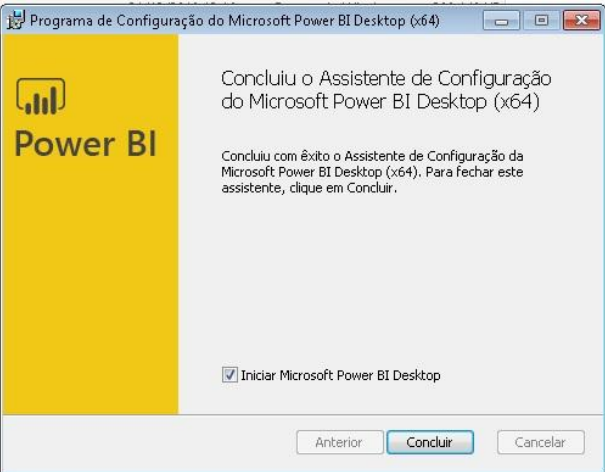 Programa de Configuração do Microsoft Power BI Desktop (x64)
Power BI
Concluiu o Assistente de Configuração
do Microsoft Power BI Desktop (x64)
Concluiu com êxito o Assistente de Configuração da
Microsoft Power BI Desktop (x64). Para fechar este
assistente, clique em Concluir.
Iniciar Microsoft Power BI Desktop
Anterior
Concluir
Cancelar